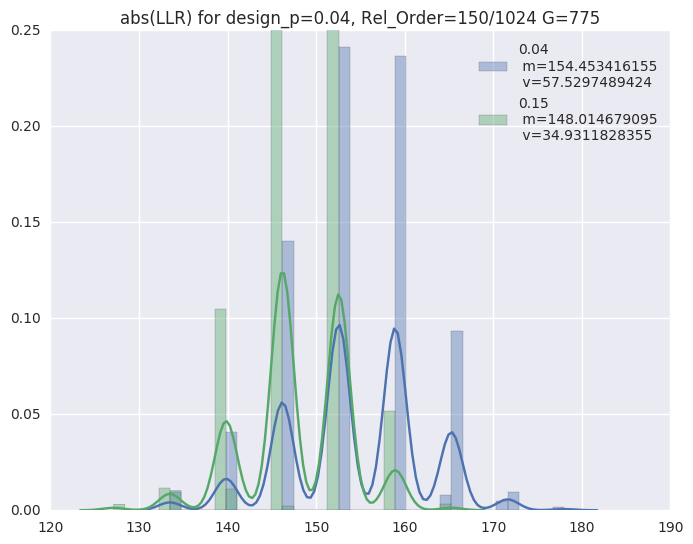 abs(LLR) for design_p=0.04, Rel_Order=150/1024 G=775
0.25
0.20
0.15
0.10
0.05
0.00
0.04
m=154.453416155
v=57.5297489424
0.15
m=148.014679095
v=34.9311828355
120 130 140 150 160 170 180 190